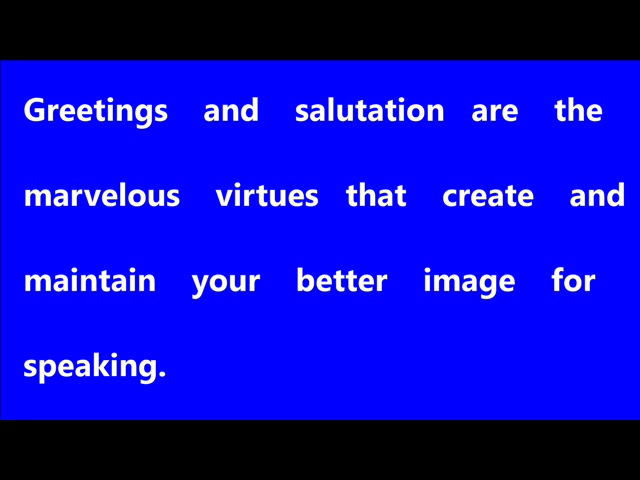 Greetings and salutation are the
marvelous virtues that create and
maintain your better image for
speaking.